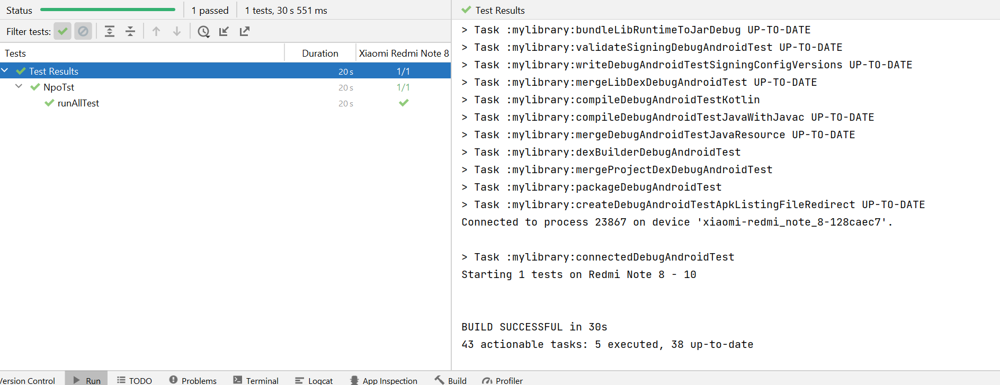 Status 1 passed 1 tests, 30 s 551 ms
Filter tests:
Tests Duration Xiaomi Redmi Note 8
Test Results 20 s 1/1
NpoTst 20 s 1/1
runAllTest 20 s
Test Results
> Task :mylibrary:bundleLibRuntimeToJarDebug UP-TO-DATE
> Task :mylibrary:validateSigningDebugAndroidTest UP-TO-DATE
> Task :mylibrary:writeDebugAndroidTestSigningConfigVersions UP-TO-DATE
> Task :mylibrary:mergeLibDexDebugAndroidTest UP-TO-DATE
> Task :mylibrary:compileDebugAndroidTestKotlin
> Task :mylibrary:compileDebugAndroidTestJavaWithJavac UP-TO-DATE
> Task :mylibrary:mergeDebugAndroidTestJavaResource UP-TO-DATE
> Task :mylibrary:dexBuilderDebugAndroidTest
> Task :mylibrary:mergeProjectDexDebugAndroidTest
> Task :mylibrary:packageDebugAndroidTest
> Task :mylibrary:createDebugAndroidTestApkListingFileRedirect UP-TO-DATE
Connected to process 23867 on device 'xiaomi-redmi_note_8-128caec7'.
> Task :mylibrary:connectedDebugAndroidTest
Starting 1 tests on Redmi Note 8 - 10
BUILD SUCCESSFUL in 30s
43 actionable tasks: 5 executed, 38 up-to-date
Version Control Run TODO Problems Terminal Logcat App Inspection Build Profiler